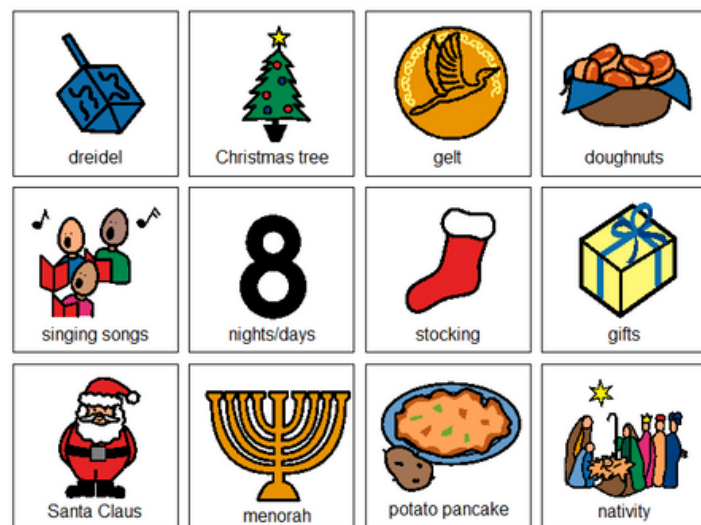 dreidel
Christmas tree
gelt
doughnuts
singing songs
8
nights/days
stocking
gifts
Santa Claus
menorah
potato pancake
nativity